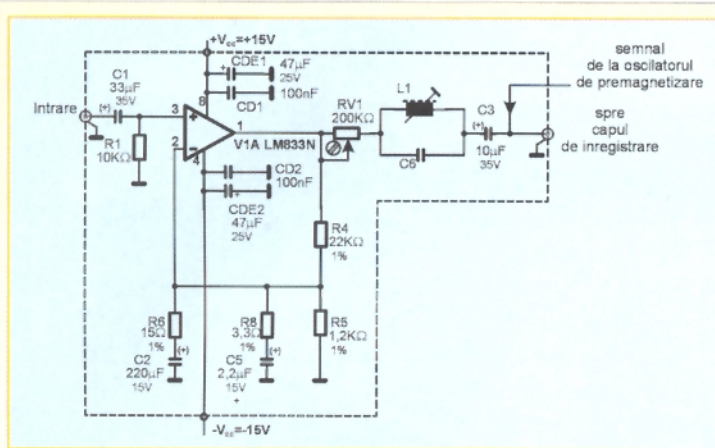 +Vcc=+15V
CDE1
47µF
25V
100nF
CD1
C1
33µF
35V
(+)
Intrare
R1
10KΩ
3
2
8
4
1
+
-
V1A LM833N
CD2
100nF
CDE2
47µF
25V
+
+
RV1
200KΩ
L1
C6
C3
(+)
10µF
35V
semnal
de la oscilatorul
de premagnetizare
spre
capul
de inregistrare
R4
22KΩ
1%
R6
15Ω
1%
(+)
C2
220µF
15V
R8
3,3Ω
1%
(+)
C5
2,2µF
15V
+
R5
1,2KΩ
1%
-Vcc=-15V